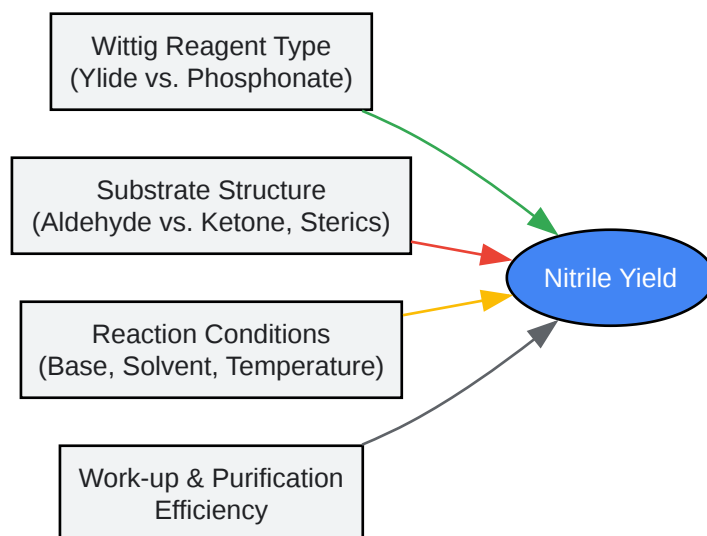 Wittig Reagent Type
(Ylide vs. Phosphonate)
Substrate Structure
(Aldehyde vs. Ketone, Sterics)
Nitrile Yield
Reaction Conditions
(Base, Solvent, Temperature)
Work-up & Purification
Efficiency